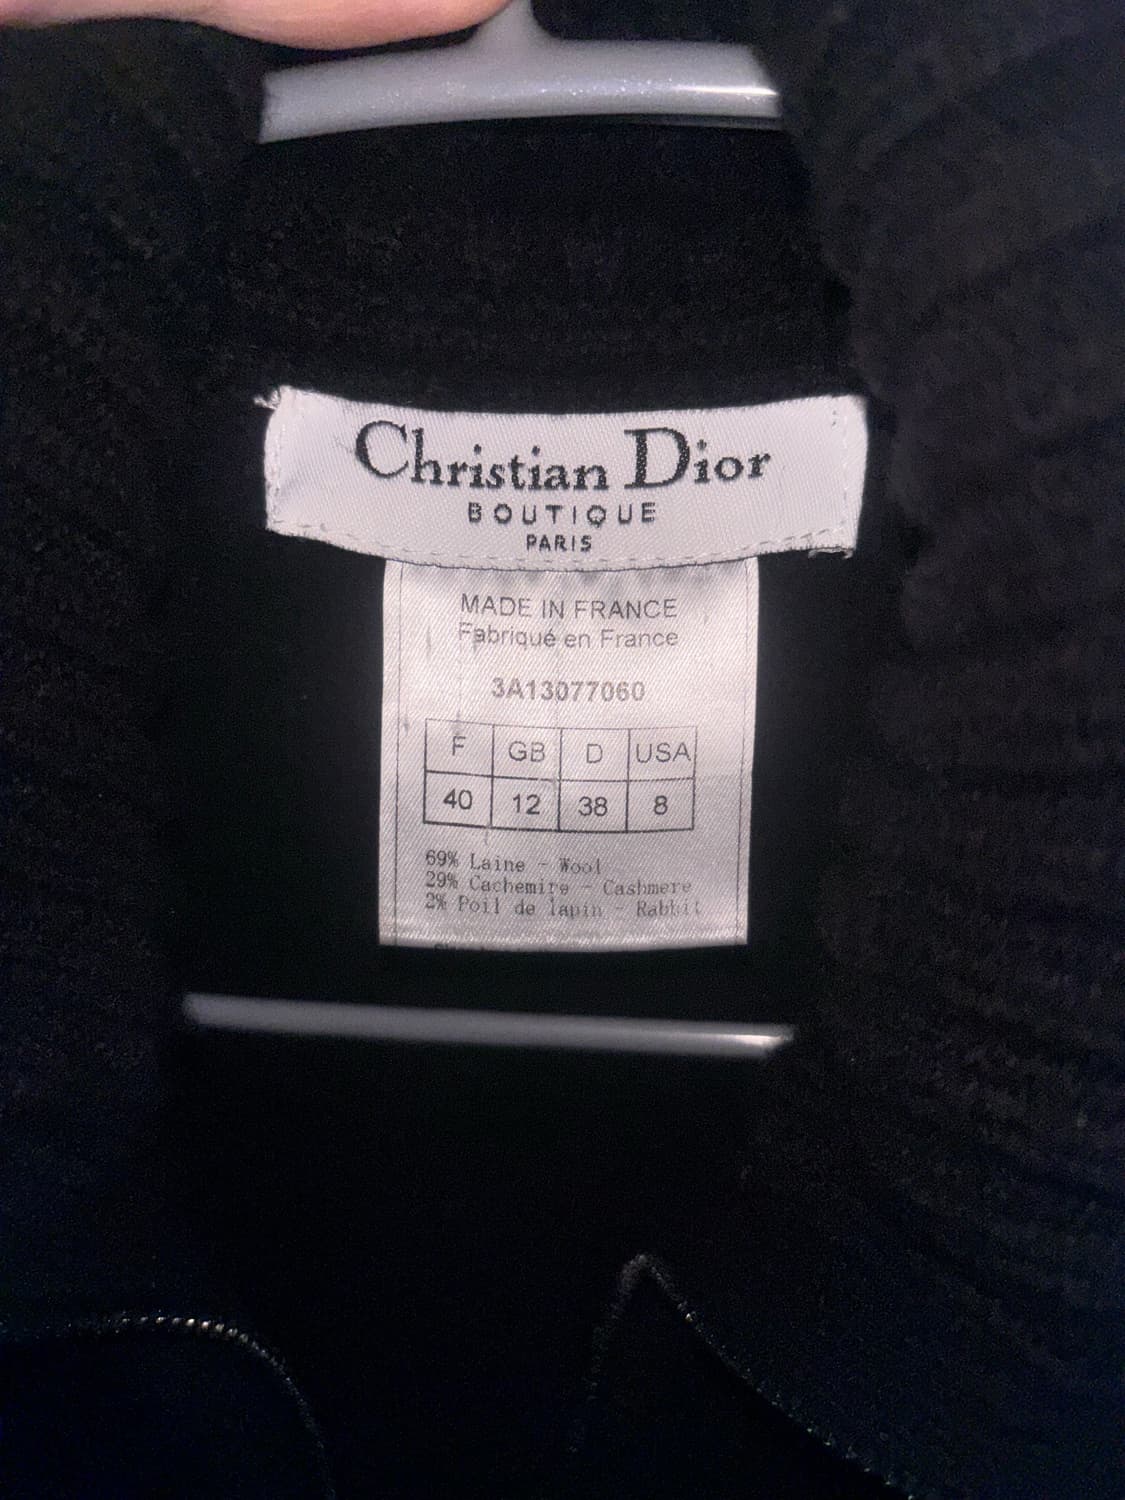 Christian Dior
BOUTIQUE
PARIS
MADE IN FRANCE
Fabriqué en France
3A13077060
F GB D USA
40 12 38 8
69% Laine - Wool
29% Cachemire - Cashmere
2% Poil de lapin - Rabbit